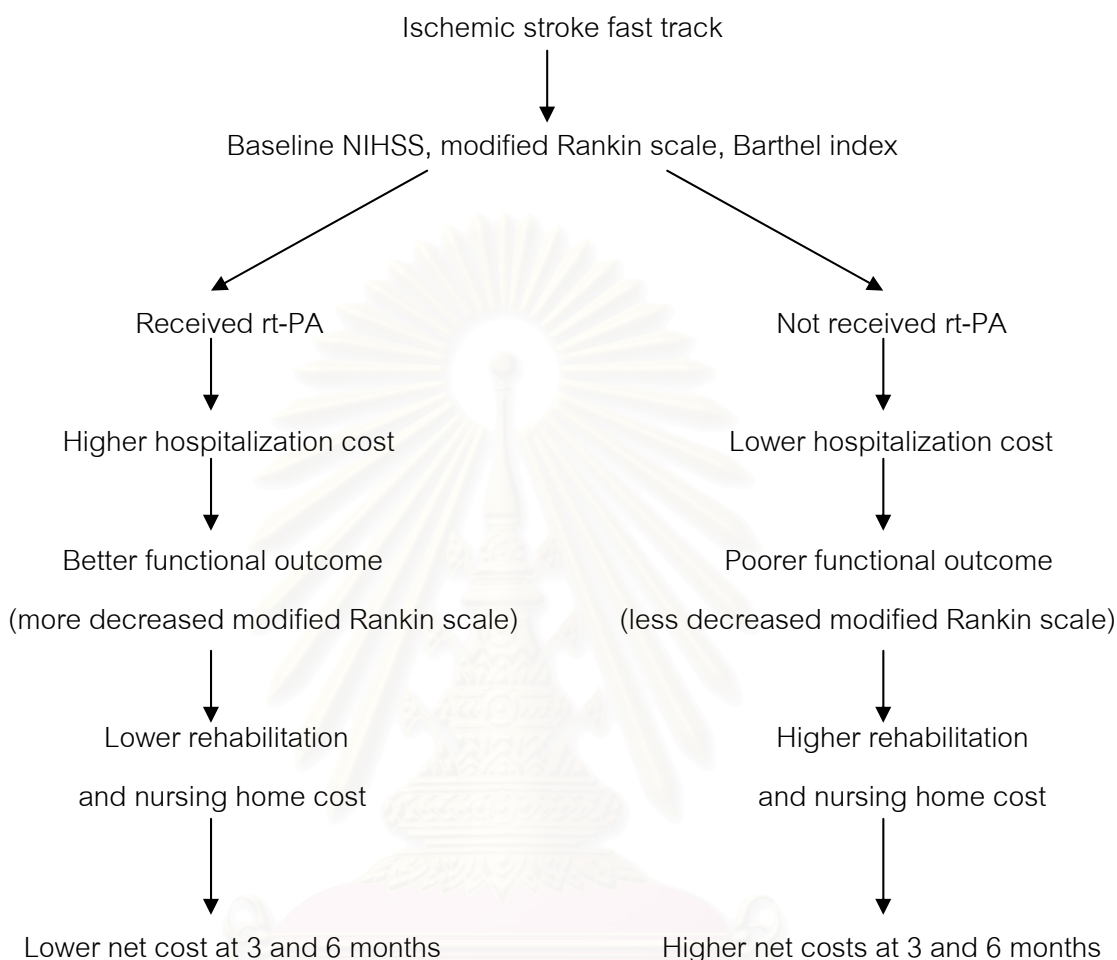 Ischemic stroke fast track
Baseline NIHSS, modified Rankin scale, Barthel index
Received rt-PA
Not received rt-PA
Higher hospitalization cost
Lower hospitalization cost
Better functional outcome
Poorer functional outcome
(more decreased modified Rankin scale)
(less decreased modified Rankin scale)
Lower rehabilitation
Higher rehabilitation
and nursing home cost
and nursing home cost
Lower net cost at 3 and 6 months
Higher net costs at 3 and 6 months